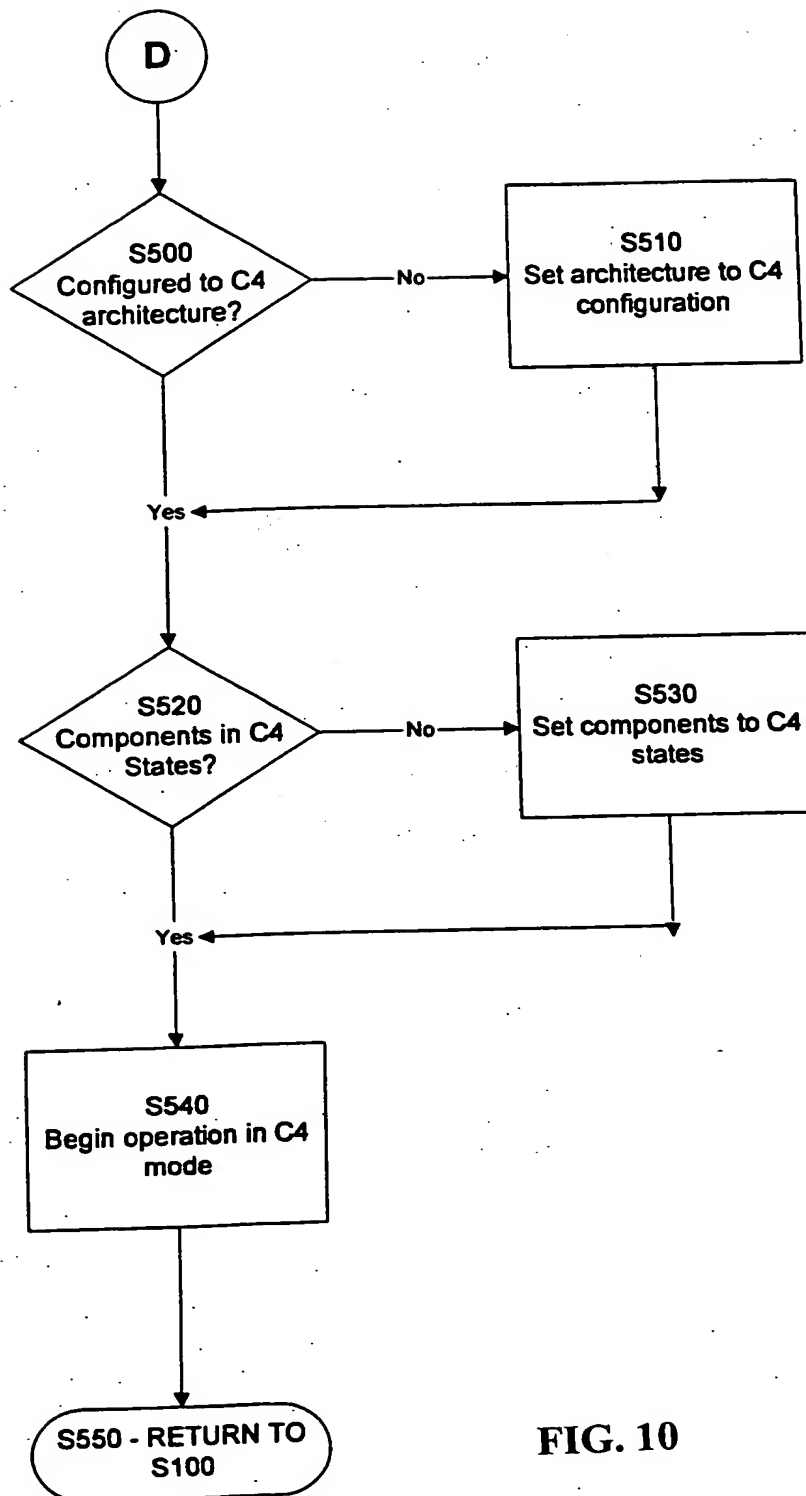 D
S500
Configured to C4
architecture?
No
S510
Set architecture to C4
configuration
Yes
S520
Components in C4
States?
No
S530
Set components to C4
states
Yes
S540
Begin operation in C4
mode
S550 - RETURN TO
S100
FIG. 10